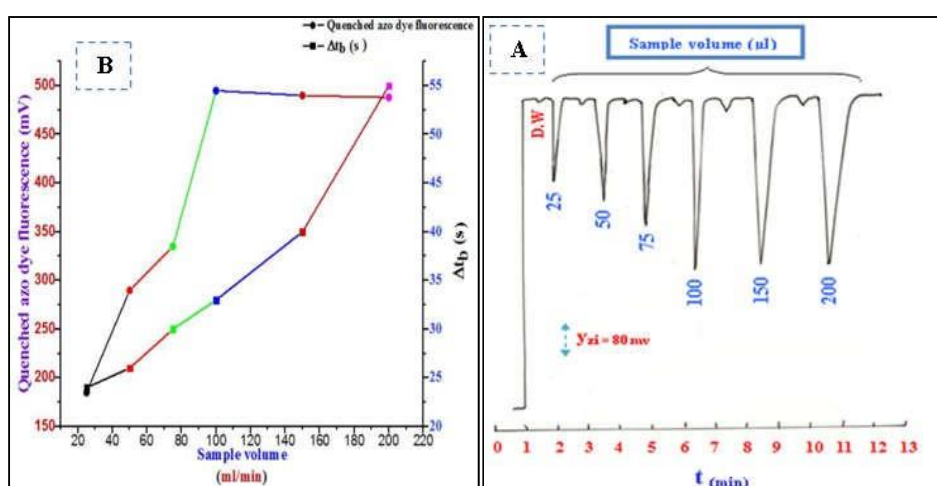 Quenched azo dye fluorescence
Δt_b (s)
B
Quenched azo dye fluorescence (mV)
500
450
400
350
300
250
200
150
55
50
45
40
35
30
25
20
Δt_b (s)
20 40 60 80 100 120 140 160 180 200 220
Sample volume
(ml/min)
A
Sample volume (µl)
D.W
25
50
75
100
150
200
y_zi = 80 mv
0 1 2 3 4 5 6 7 8 9 10 11 12 13
t (min)